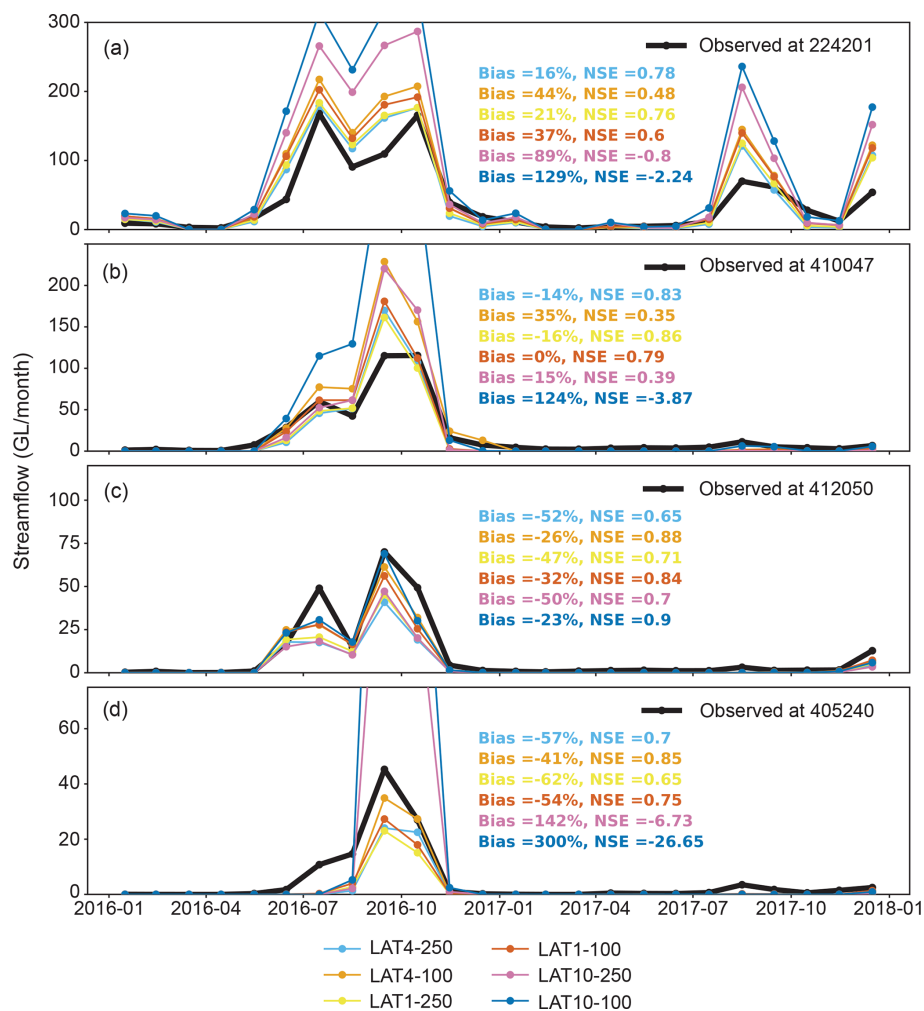 Streamflow (GL/month)
300
(a)
Observed at 224201
Bias =16%, NSE =0.78
Bias =44%, NSE =0.48
Bias =21%, NSE =0.76
Bias =37%, NSE =0.6
Bias =89%, NSE =-0.8
Bias =129%, NSE =-2.24
200
100
0
(b)
Observed at 410047
Bias =-14%, NSE =0.83
Bias =35%, NSE =0.35
Bias =-16%, NSE =0.86
Bias =0%, NSE =0.79
Bias =15%, NSE =0.39
Bias =124%, NSE =-3.87
200
150
100
50
0
(c)
Observed at 412050
Bias =-52%, NSE =0.65
Bias =-26%, NSE =0.88
Bias =-47%, NSE =0.71
Bias =-32%, NSE =0.84
Bias =-50%, NSE =0.7
Bias =-23%, NSE =0.9
100
75
50
25
0
(d)
Observed at 405240
Bias =-57%, NSE =0.7
Bias =-41%, NSE =0.85
Bias =-62%, NSE =0.65
Bias =-54%, NSE =0.75
Bias =142%, NSE =-6.73
Bias =300%, NSE =-26.65
60
40
20
0
2016-01 2016-04 2016-07 2016-10 2017-01 2017-04 2017-07 2017-10 2018-01
LAT4-250 LAT1-100
LAT4-100 LAT10-250
LAT1-250 LAT10-100